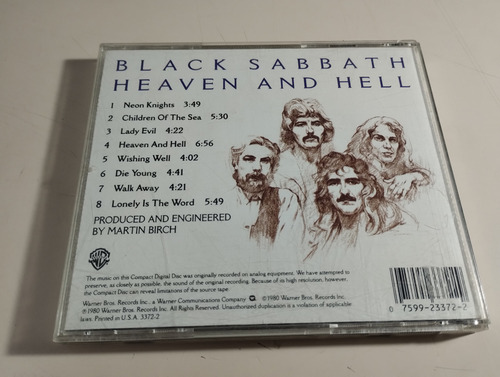 BLACK SABBATH
HEAVEN AND HELL
1 Neon Knights 3:49
2 Children Of The Sea 5:30
3 Lady Evil 4:22
4 Heaven And Hell 6:56
5 Wishing Well 4:02
6 Die Young 4:41
7 Walk Away 4:21
8 Lonely Is The Word 5:49
PRODUCED AND ENGINEERED
BY MARTIN BIRCH
The music on this Compact Digital Disc was originally recorded on analog equipment. We have attempted to
preserve, as closely as possible, the sound of the original recording. Because of its high resolution, however,
the Compact Disc can reveal limitations of the source tape.
Warner Bros. Records Inc., a Warner Communications Company ©1980 Warner Bros. Records Inc.
℗1980 Warner Bros. Records Inc. Unauthorized duplication is a violation of applicable
laws. Printed in U.S.A. 3372-2
0 7599-23372-2